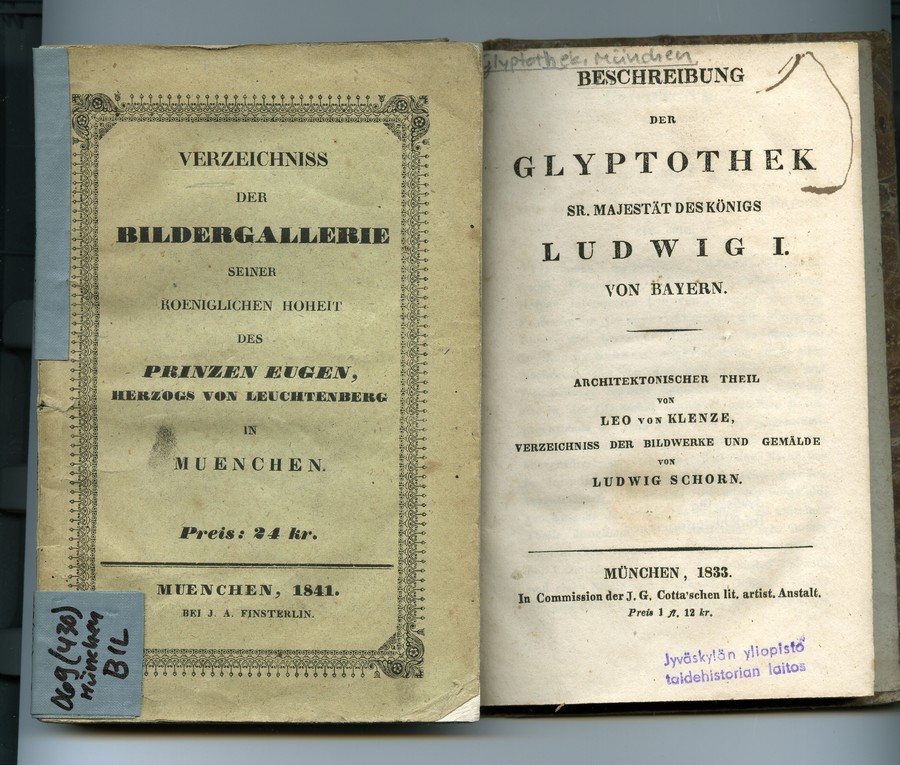 VERZEICHNISS
DER
BILDERGALLERIE
SEINER
KOENIGLICHEN HOHEIT
DES
PRINZEN EUGEN,
HERZOGS VON LEUCHTENBERG
IN
MUENCHEN.
Preis: 24 kr.
MUENCHEN, 1841.
BEI J. A. FINSTERLIN.
069(430)
München
BIL
Glyptothek, München
BESCHREIBUNG
DER
GLYPTOTHEK
SR. MAJESTÄT DES KÖNIGS
LUDWIG I.
VON BAYERN.
ARCHITEKTONISCHER THEIL
VON
LEO VON KLENZE,
VERZEICHNISS DER BILDWERKE UND GEMÄLDE
VON
LUDWIG SCHORN.
MÜNCHEN, 1833.
In Commission der J. G. Cotta'schen lit. artist. Anstalt.
Preis 1 fl. 12 kr.
Jyväskylän yliopisto
taidehistorian laitos